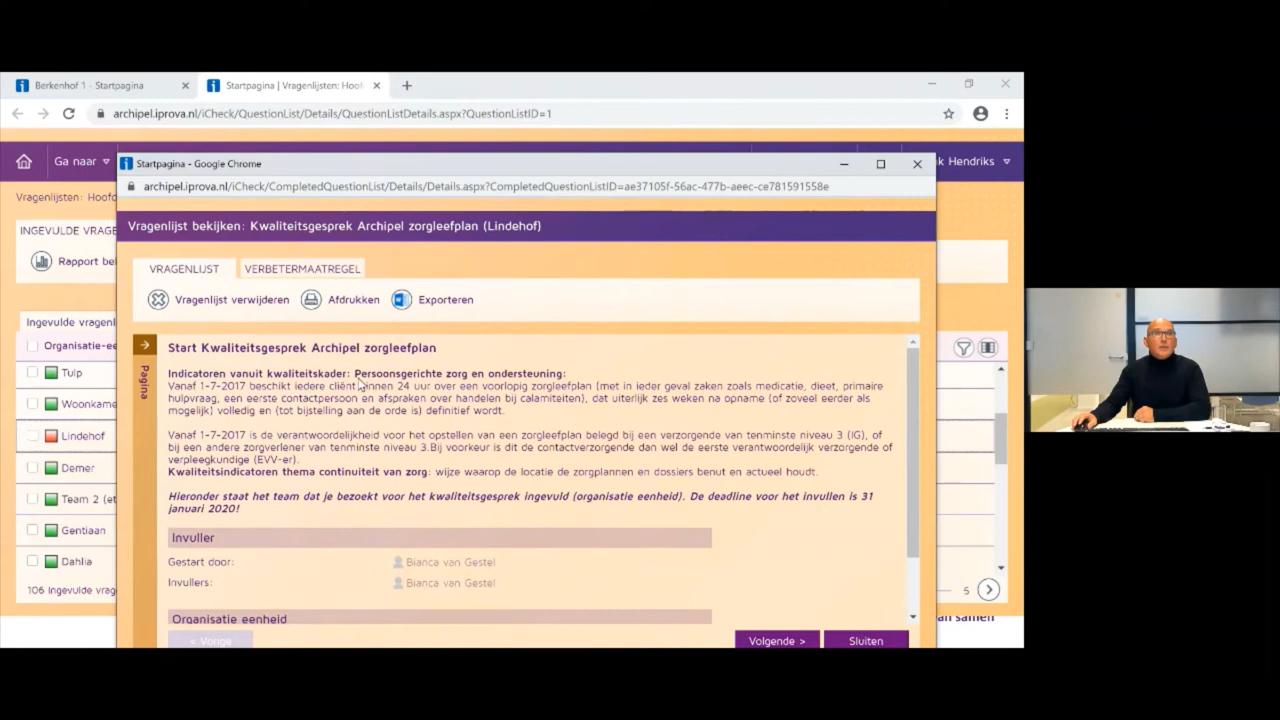 Berkenhof 1 - Startpagina
Startpagina | Vragenlijsten: Hoof
archipel.iprova.nl/iCheck/QuestionList/Details/QuestionListDetails.aspx?QuestionListID=1
Ga naar
k Hendriks
Startpagina - Google Chrome
archipel.iprova.nl/iCheck/CompletedQuestionList/Details/Details.aspx?CompletedQuestionListID=ae37105f-56ac-477b-aeec-ce781591558e
Vragenlijsten: Hoofd
Vragenlijst bekijken: Kwaliteitsgesprek Archipel zorgleefplan (Lindehof)
INGEVULDE VRAGE
Rapport bel
VRAGENLIJST
VERBETERMAATREGEL
Vragenlijst verwijderen
Afdrukken
Exporteren
Ingevulde vragenl
Organisatie-ee
Tulp
Woonkame
Lindehof
Demer
Team 2 (et
Gentiaan
Dahlia
106 Ingevulde vrag
Pagina
Start Kwaliteitsgesprek Archipel zorgleefplan
Indicatoren vanuit kwaliteitskader: Persoonsgerichte zorg en ondersteuning:
Vanaf 1-7-2017 beschikt iedere cliënt binnen 24 uur over een voorlopig zorgleefplan (met in ieder geval zaken zoals medicatie, dieet, primaire
hulpvraag, een eerste contactpersoon en afspraken over handelen bij calamiteiten), dat uiterlijk zes weken na opname (of zoveel eerder als
mogelijk) volledig en (tot bijstelling aan de orde is) definitief wordt.
Vanaf 1-7-2017 is de verantwoordelijkheid voor het opstellen van een zorgleefplan belegd bij een verzorgende van tenminste niveau 3 (IG), of
bij een andere zorgverlener van tenminste niveau 3.Bij voorkeur is dit de contactverzorgende dan wel de eerste verantwoordelijk verzorgende of
verpleegkundige (EVV-er).
Kwaliteitsindicatoren thema continuiteit van zorg: wijze waarop de locatie de zorgplannen en dossiers benut en actueel houdt.
Hieronder staat het team dat je bezoekt voor het kwaliteitsgesprek ingevuld (organisatie eenheid). De deadline voor het invullen is 31
januari 2020!
Invuller
Gestart door:
Bianca van Gestel
Invullers:
Bianca van Gestel
Organisatie eenheid
< Vorige
Volgende >
Sluiten
5
an samen